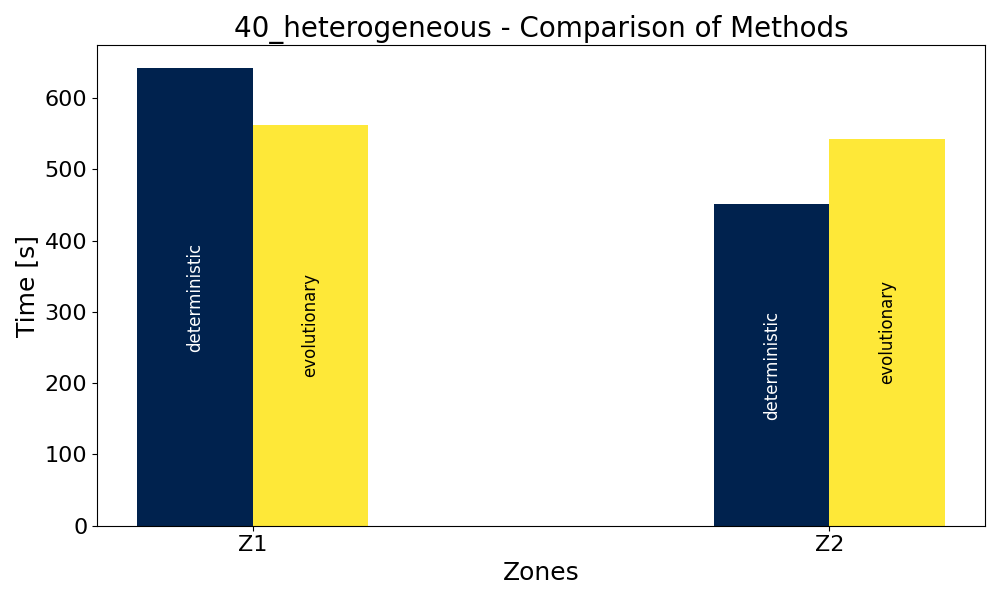 40_heterogeneous - Comparison of Methods
Time [s]
600
500
400
300
200
100
0
deterministic
evolutionary
deterministic
evolutionary
Z1
Z2
Zones